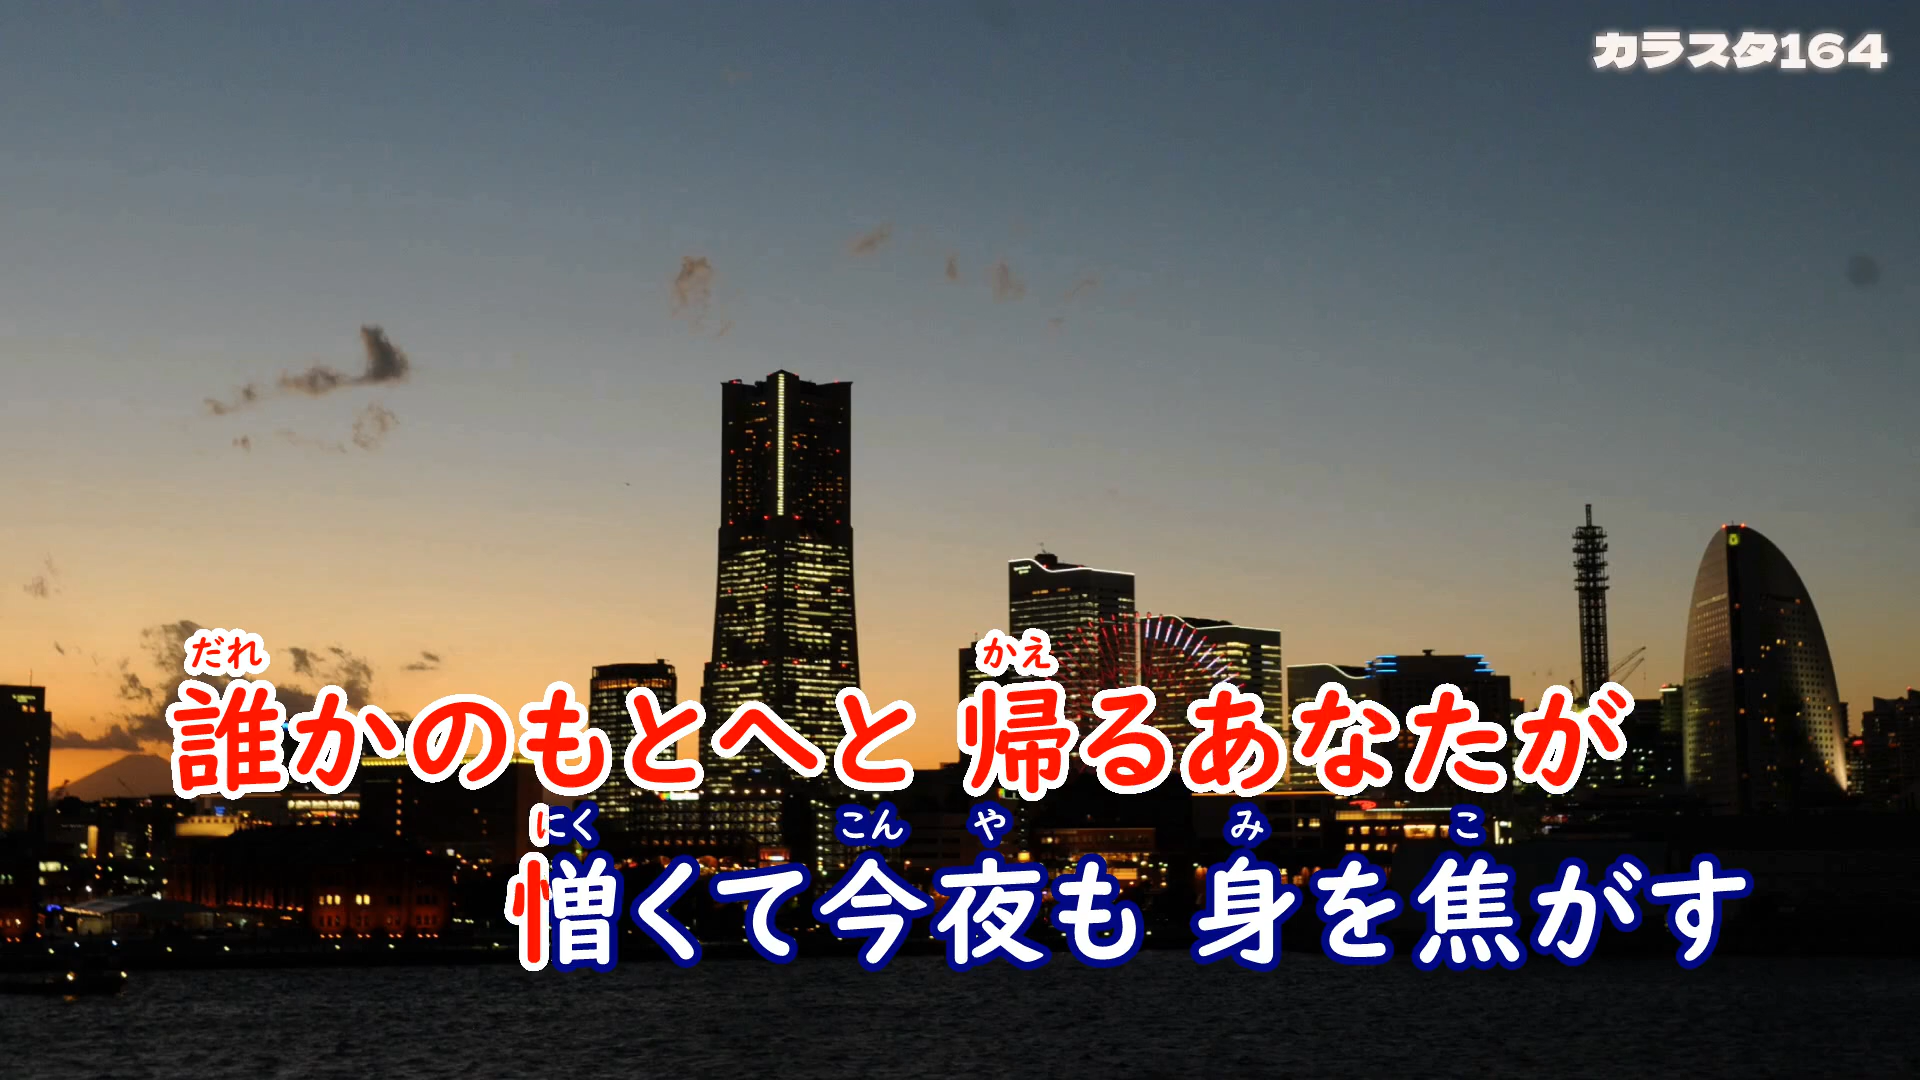 カラスタ164
だれ かえ
誰かのもとへと 帰るあなたが
にく こん や み こ
憎くて今夜も 身を焦がす